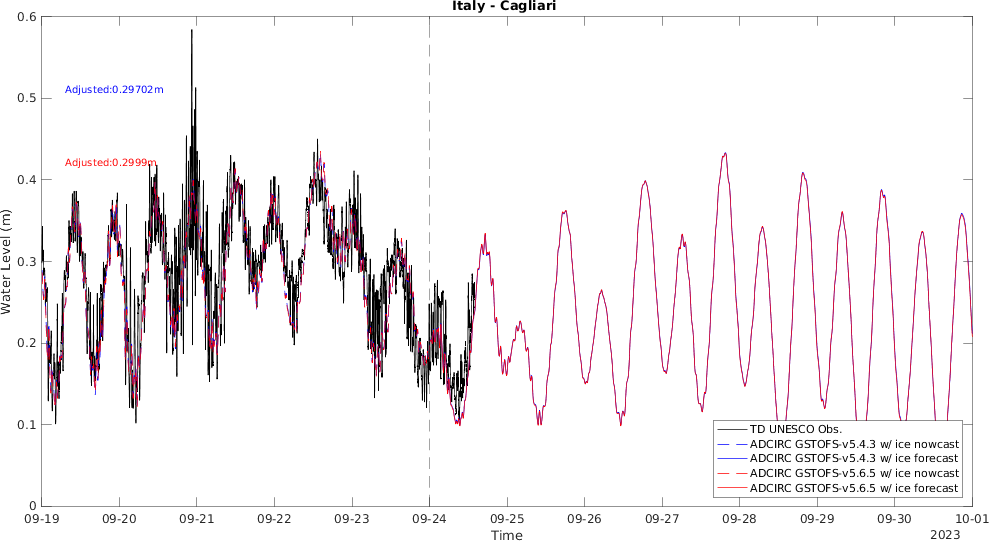 Italy - Cagliari
Water Level (m)
0.6
0.5
0.4
0.3
0.2
0.1
0
Adjusted:0.29702m
Adjusted:0.2999m
TD UNESCO Obs.
ADCIRC GSTOFS-v5.4.3 w/ ice nowcast
ADCIRC GSTOFS-v5.4.3 w/ ice forecast
ADCIRC GSTOFS-v5.6.5 w/ ice nowcast
ADCIRC GSTOFS-v5.6.5 w/ ice forecast
09-19 09-20 09-21 09-22 09-23 09-24 09-25 09-26 09-27 09-28 09-29 09-30 10-01
Time
2023